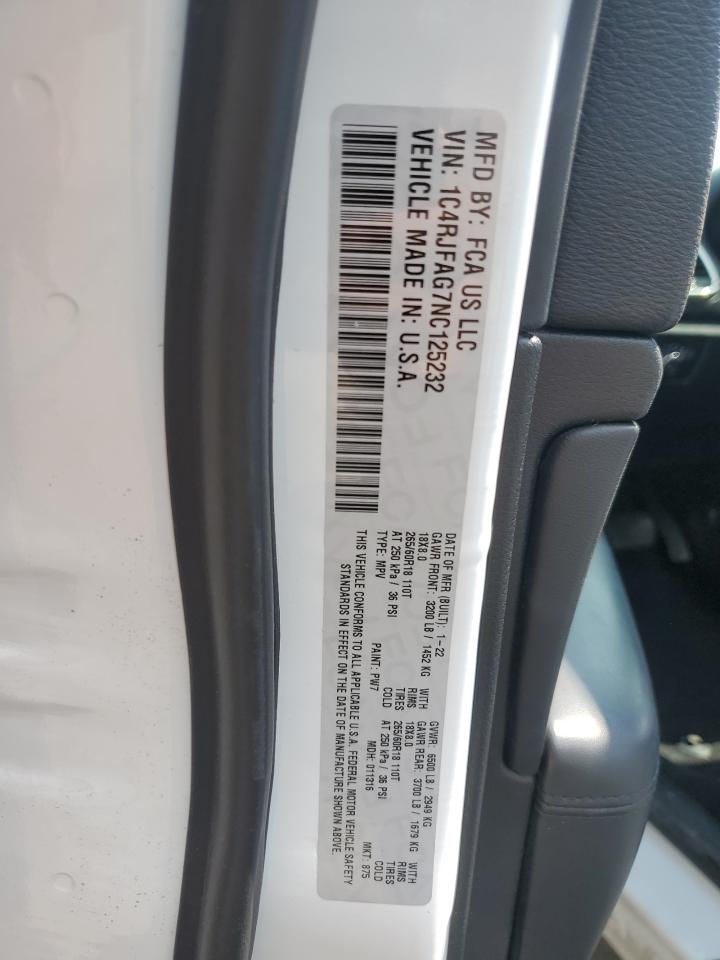 MFD BY: FCA US LLC
VIN: 1C4RJFAG7NC125232
VEHICLE MADE IN: U.S.A.
DATE OF MFR (BUILT): 1-22 GVWR: 6500 LB / 2949 KG
GAWR FRONT: 3200 LB / 1452 KG WITH GAWR REAR: 3700 LB / 1679 KG WITH
18X8.0 RIMS 18X8.0 RIMS
265/60R18 110T TIRES 265/60R18 110T TIRES
AT 250 kPa / 36 PSI COLD AT 250 kPa / 36 PSI COLD
TYPE: MPV PAINT: PW7 MDH: 011316 MKT: 875
THIS VEHICLE CONFORMS TO ALL APPLICABLE U.S.A. FEDERAL MOTOR VEHICLE SAFETY
STANDARDS IN EFFECT ON THE DATE OF MANUFACTURE SHOWN ABOVE.